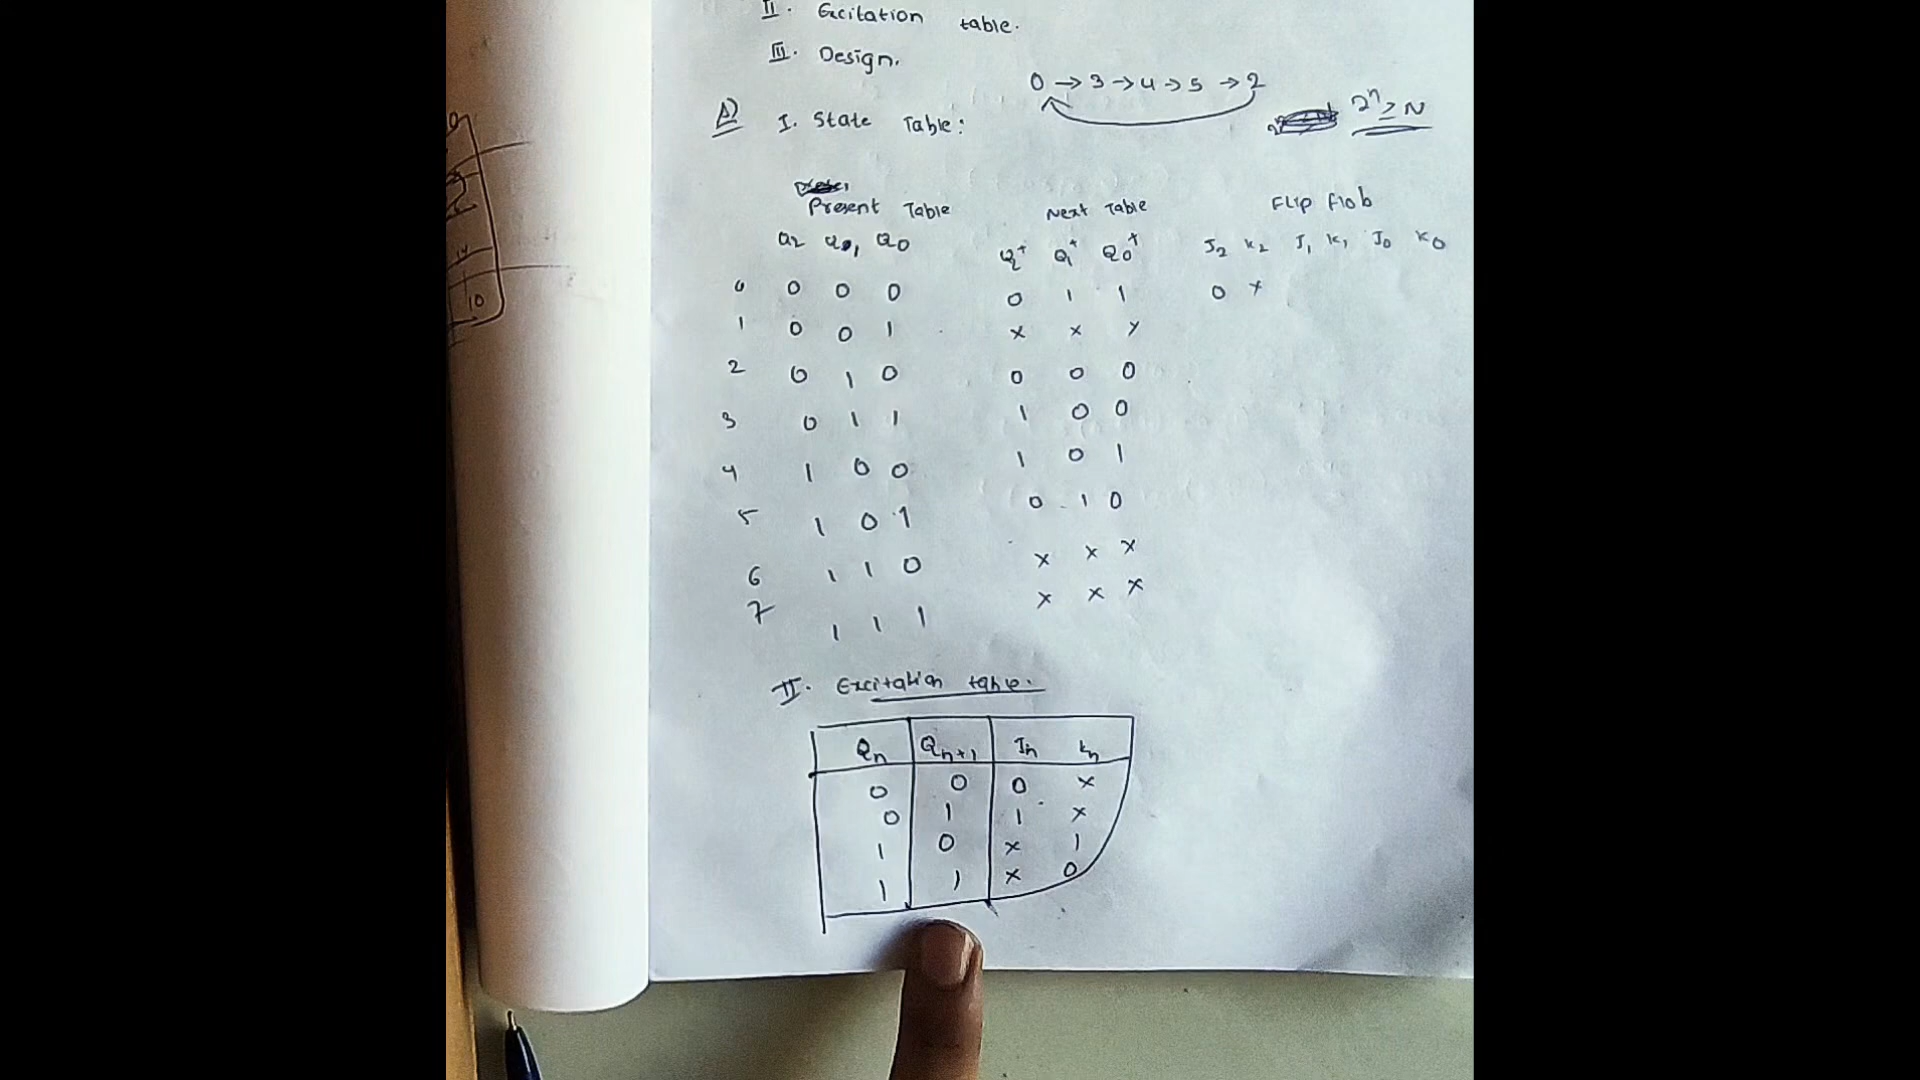 II. Excitation table.
III. Design.
0 → 3 → 4 → 5 → 2
A) I. State Table:
2ⁿ ≥ N
Present Table Next Table Flip flob
Q2 Q1 Q0 Q2⁺ Q1⁺ Q0⁺ J2 K2 J1 K1 J0 K0
0 0 0 0 0 1 1 0 x
1 0 0 1 x x x
2 0 1 0 0 0 0
3 0 1 1 1 0 0
4 1 0 0 1 0 1
5 1 0 1 0 1 0
6 1 1 0 x x x
7 1 1 1 x x x
II. Excitation table.
Qn Qn+1 Jn Kn
0 0 0 x
0 1 1 x
1 0 x 1
1 1 x 0
10